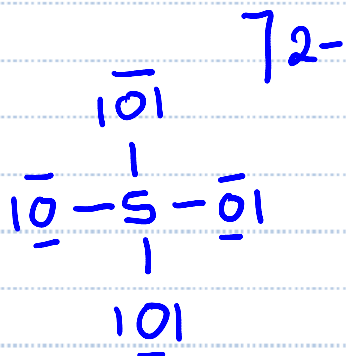 ⎤ 2-
|O|
|O – S – O|
|O|